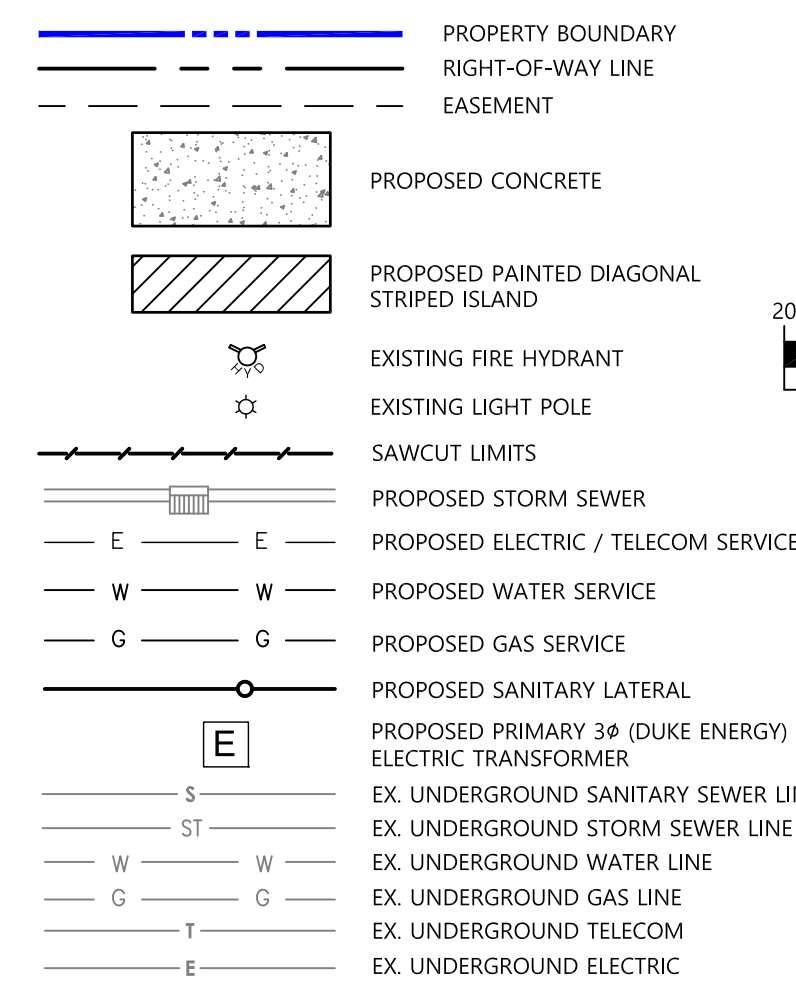 PROPERTY BOUNDARY
RIGHT-OF-WAY LINE
EASEMENT
PROPOSED CONCRETE
PROPOSED PAINTED DIAGONAL
STRIPED ISLAND
20
HYD
EXISTING FIRE HYDRANT
EXISTING LIGHT POLE
SAWCUT LIMITS
PROPOSED STORM SEWER
E E PROPOSED ELECTRIC / TELECOM SERVICE
W W PROPOSED WATER SERVICE
G G PROPOSED GAS SERVICE
PROPOSED SANITARY LATERAL
E
PROPOSED PRIMARY 3Ø (DUKE ENERGY)
ELECTRIC TRANSFORMER
S EX. UNDERGROUND SANITARY SEWER
ST EX. UNDERGROUND STORM SEWER LINE
W W EX. UNDERGROUND WATER LINE
G G EX. UNDERGROUND GAS LINE
T EX. UNDERGROUND TELECOM
E EX. UNDERGROUND ELECTRIC